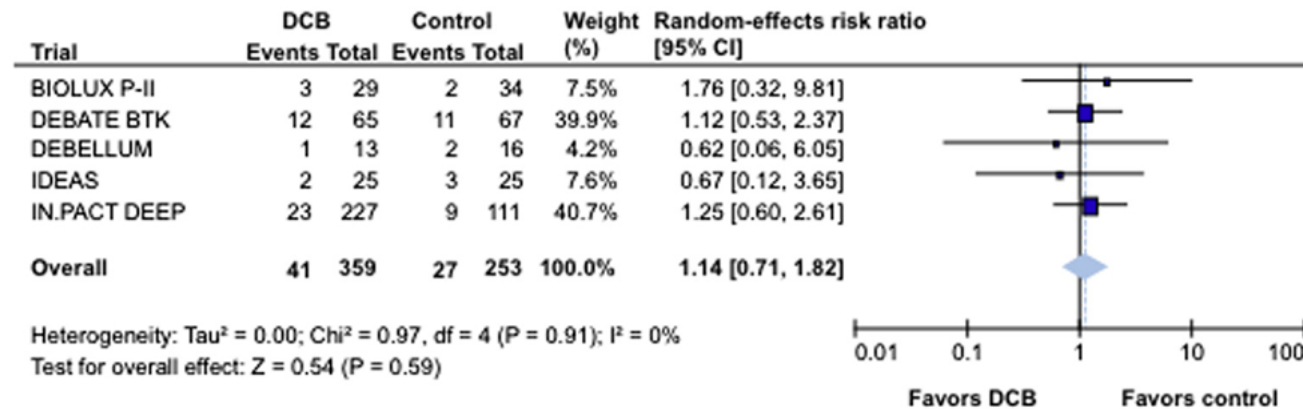 DCB Control Weight Random-effects risk ratio
Trial Events Total Events Total (%) [95% CI]
BIOLUX P-II 3 29 2 34 7.5% 1.76 [0.32, 9.81]
DEBATE BTK 12 65 11 67 39.9% 1.12 [0.53, 2.37]
DEBELLUM 1 13 2 16 4.2% 0.62 [0.06, 6.05]
IDEAS 2 25 3 25 7.6% 0.67 [0.12, 3.65]
IN.PACT DEEP 23 227 9 111 40.7% 1.25 [0.60, 2.61]
Overall 41 359 27 253 100.0% 1.14 [0.71, 1.82]
Heterogeneity: Tau² = 0.00; Chi² = 0.97, df = 4 (P = 0.91); I² = 0%
Test for overall effect: Z = 0.54 (P = 0.59)
0.01 0.1 1 10 100
Favors DCB Favors control